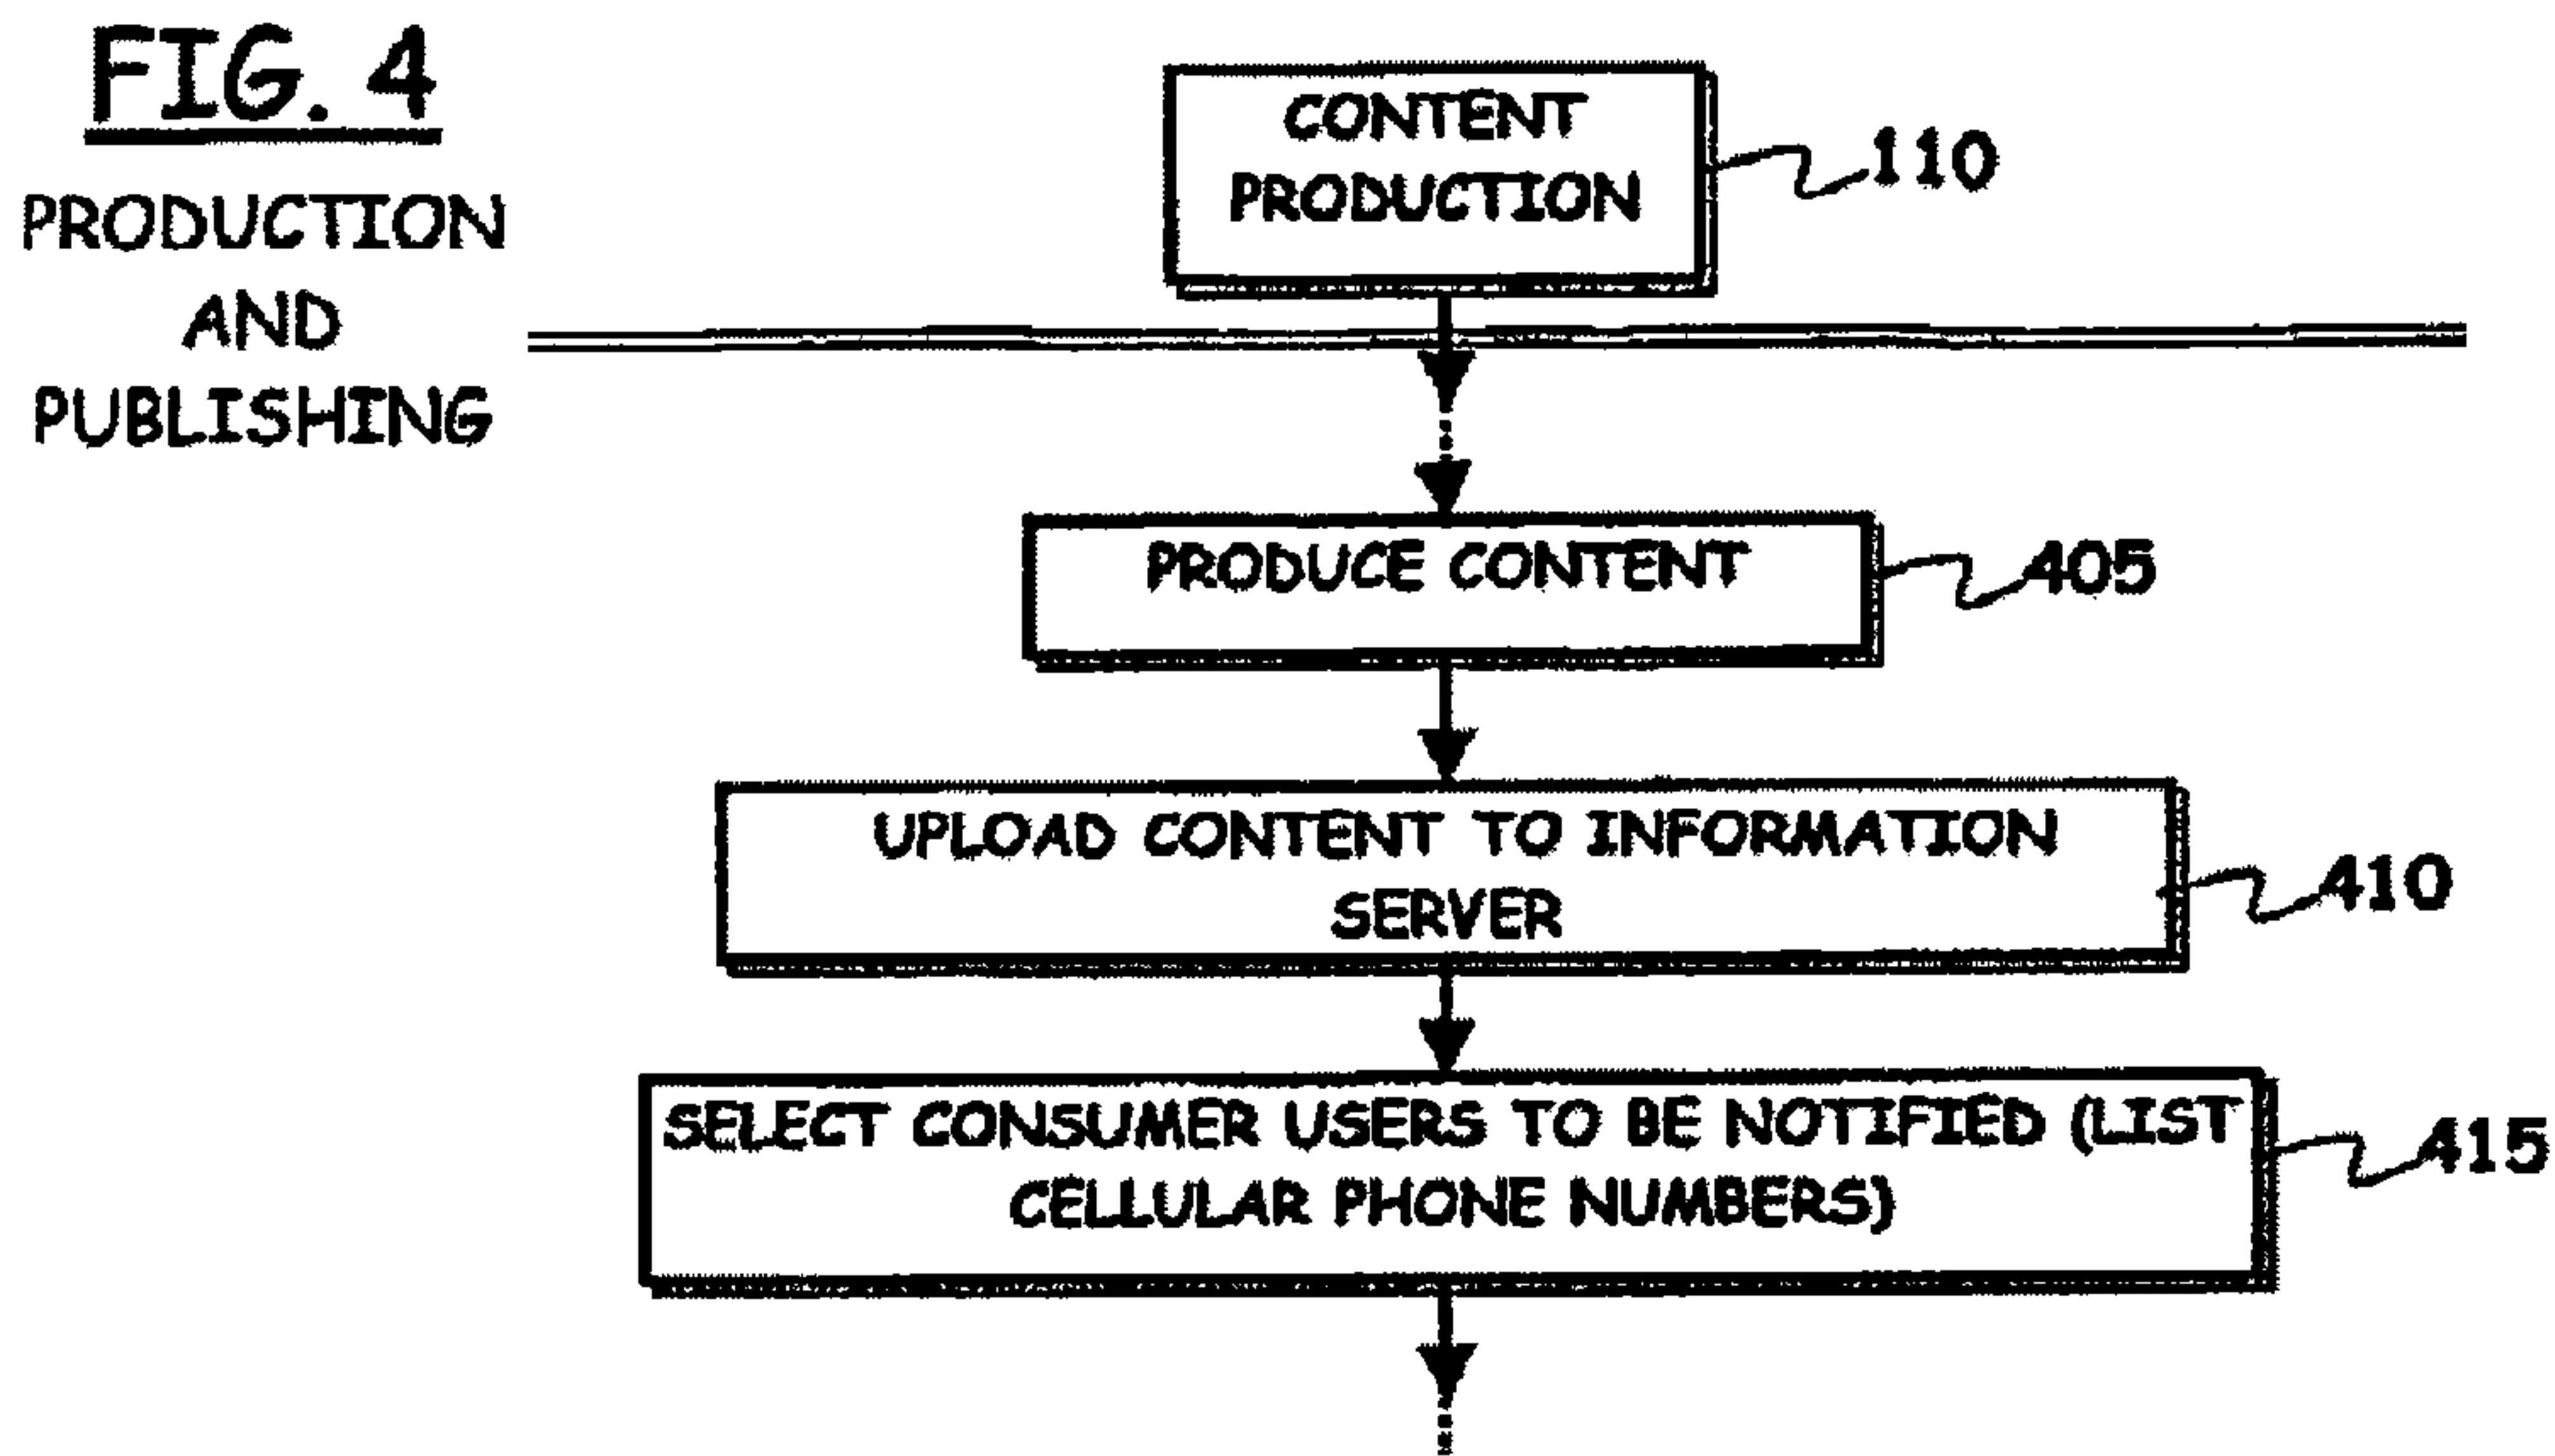 FIG. 4
PRODUCTION
AND
PUBLISHING
CONTENT
PRODUCTION
110
PRODUCE CONTENT
405
UPLOAD CONTENT TO INFORMATION
SERVER
410
SELECT CONSUMER USERS TO BE NOTIFIED (LIST
CELLULAR PHONE NUMBERS)
415